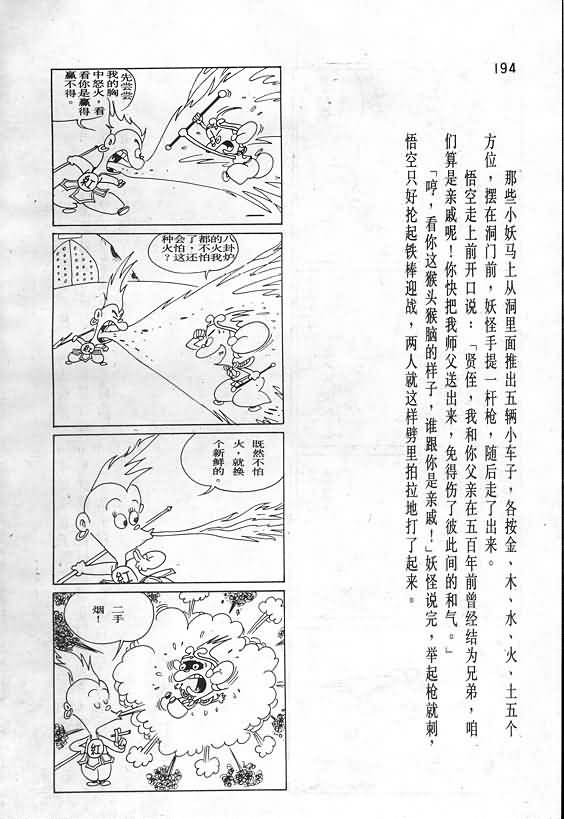 194
那些小妖马上从洞里面推出五辆小车子，各按金、木、水、火、土五个
方位，摆在洞门前，妖怪手提一杆枪，随后走了出来。
悟空走上前开口说：「贤侄，我和你父亲在五百年前曾经结为兄弟，咱
们算是亲戚呢！你快把我师父送出来，免得伤了彼此间的和气。」
「哼，看你这猴头猴脑的样子，谁跟你是亲戚！」妖怪说完，举起枪就刺，
悟空只好抡起铁棒迎战，两人就这样劈里拍拉地打了起来。
先尝尝
我的胸
中怒火，看
看你是赢得
赢不得。
红
八卦炉
的火我
都不怕
了，还
会怕这
种火？
既然不怕
火，就换
个新鲜的。
红
二手
烟！
红